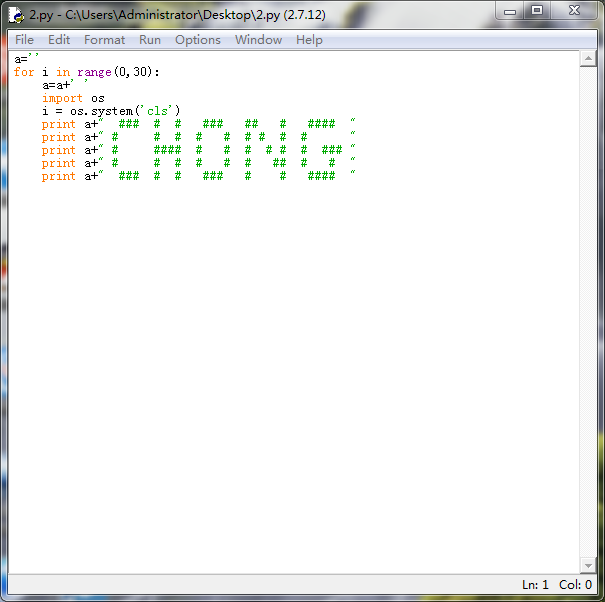 2.py - C:\Users\Administrator\Desktop\2.py (2.7.12)
File Edit Format Run Options Window Help
a=''
for i in range(0,30):
    a=a+' '
    import os
    i = os.system('cls')
    print a+"  ###  #  #   ###   ##   #   ####  "
    print a+" #     #  # #   #  # #  #  #      "
    print a+" #     ####  #   #  #  # #  #  ### "
    print a+" #     #  #  #   #  #   ##  #   #  "
    print a+"  ###  #  #   ###   #    #   ####  "
Ln: 1 Col: 0